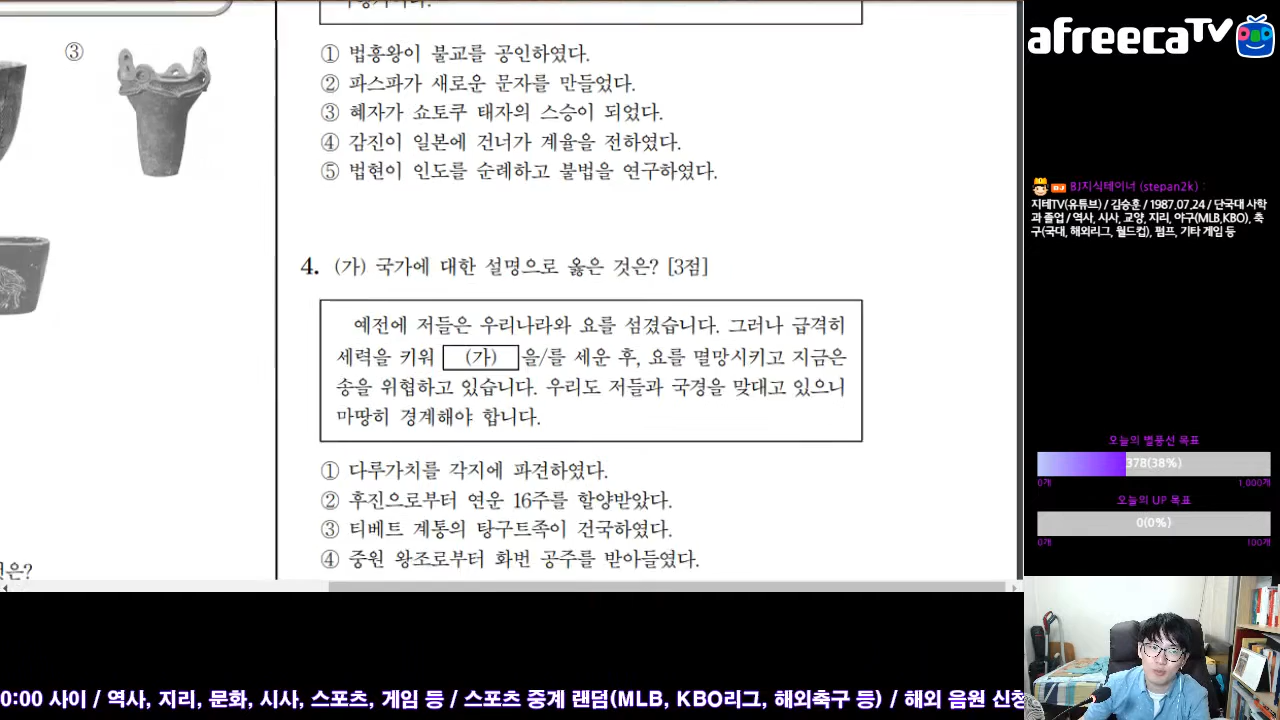 ③
① 법흥왕이 불교를 공인하였다.
② 파스파가 새로운 문자를 만들었다.
③ 혜자가 쇼토쿠 태자의 스승이 되었다.
④ 감진이 일본에 건너가 계율을 전하였다.
⑤ 법현이 인도를 순례하고 불법을 연구하였다.
4. (가) 국가에 대한 설명으로 옳은 것은? [3점]
예전에 저들은 우리나라와 요를 섬겼습니다. 그러나 급격히
세력을 키워 (가) 을/를 세운 후, 요를 멸망시키고 지금은
송을 위협하고 있습니다. 우리도 저들과 국경을 맞대고 있으니
마땅히 경계해야 합니다.
① 다루가치를 각지에 파견하였다.
② 후진으로부터 연운 16주를 할양받았다.
③ 티베트 계통의 탕구트족이 건국하였다.
④ 중원 왕조로부터 화번 공주를 받아들였다.
것은?
afreecaTV
BJ지식테이너 (stepan2k) :
지테TV(유튜브) / 김승훈 / 1987.07.24 / 단국대 사학
과 졸업 / 역사, 시사, 교양, 지리, 야구(MLB,KBO), 축
구(국대, 해외리그, 월드컵), 펌프, 기타 게임 등
오늘의 별풍선 목표
378(38%)
0개 1,000개
오늘의 UP 목표
0(0%)
0개 100개
0:00 사이 / 역사, 지리, 문화, 시사, 스포츠, 게임 등 / 스포츠 중계 랜덤(MLB, KBO리그, 해외축구 등) / 해외 음원 신청